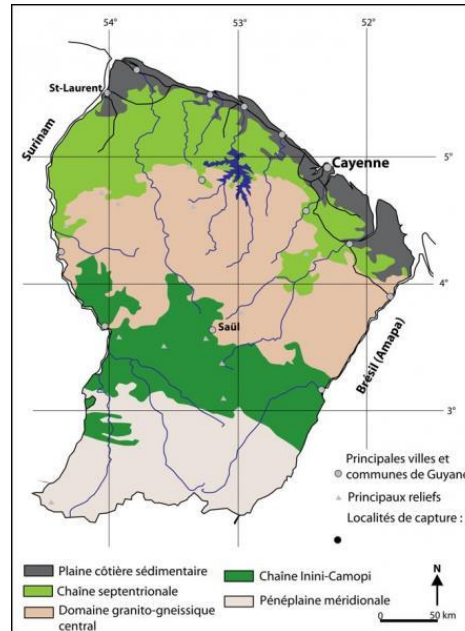 54°
53°
52°
St-Laurent
Surinam
Cayenne
5°
4°
Saül
Brésil (Amapa)
3°
Principales villes et
communes de Guyane
Principaux reliefs
Localités de capture :
Plaine côtière sédimentaire
Chaîne septentrionale
Domaine granito-gneissique
central
Chaîne Inini-Camopi
Pénéplaine méridionale
N
0 50 km